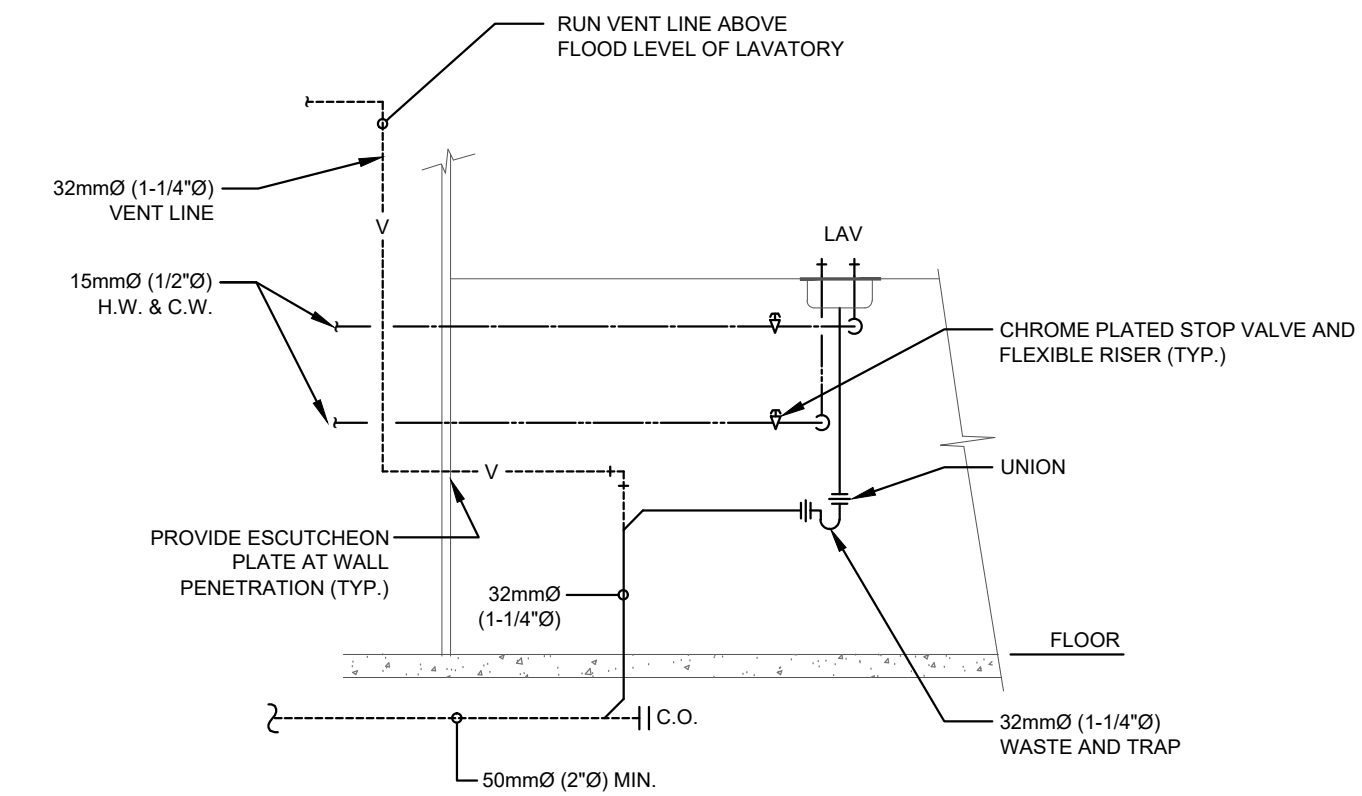 RUN VENT LINE ABOVE
FLOOD LEVEL OF LAVATORY
32mmØ (1-1/4"Ø)
VENT LINE
V
LAV
15mmØ (1/2"Ø)
H.W. & C.W.
CHROME PLATED STOP VALVE AND
FLEXIBLE RISER (TYP.)
V
UNION
PROVIDE ESCUTCHEON
PLATE AT WALL
PENETRATION (TYP.)
32mmØ
(1-1/4"Ø)
FLOOR
C.O.
32mmØ (1-1/4"Ø)
WASTE AND TRAP
50mmØ (2"Ø) MIN.